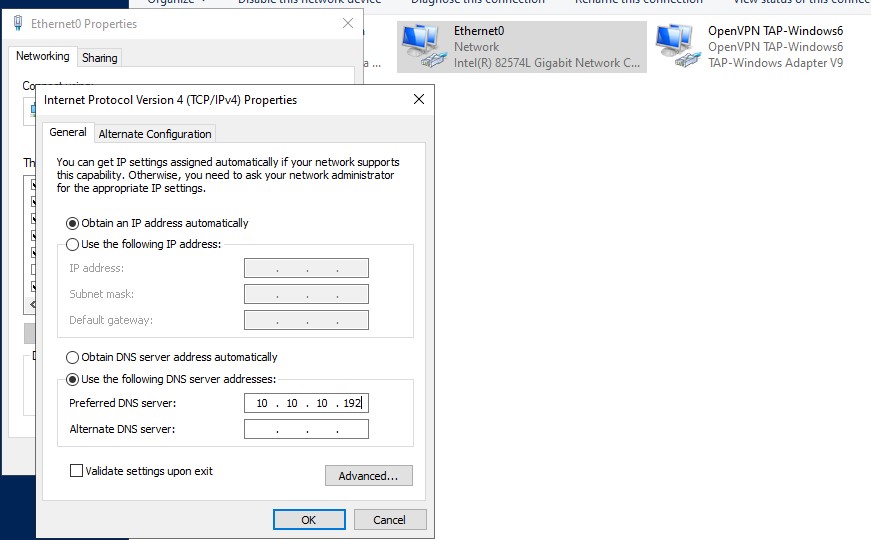 Organize
Disable this network device
Diagnose this connection
Rename this connection
View status of this connec
Ethernet0 Properties
Ethernet0
Network
Intel(R) 82574L Gigabit Network C...
OpenVPN TAP-Windows6
OpenVPN TAP-Windows6
TAP-Windows Adapter V9
Networking
Sharing
a ...
Internet Protocol Version 4 (TCP/IPv4) Properties
General
Alternate Configuration
You can get IP settings assigned automatically if your network supports
this capability. Otherwise, you need to ask your network administrator
for the appropriate IP settings.
Th
Obtain an IP address automatically
Use the following IP address:
IP address:
. . .
Subnet mask:
. . .
Default gateway:
. . .
Obtain DNS server address automatically
Use the following DNS server addresses:
Preferred DNS server:
10 . 10 . 10 . 192
Alternate DNS server:
. . .
Validate settings upon exit
Advanced...
OK
Cancel